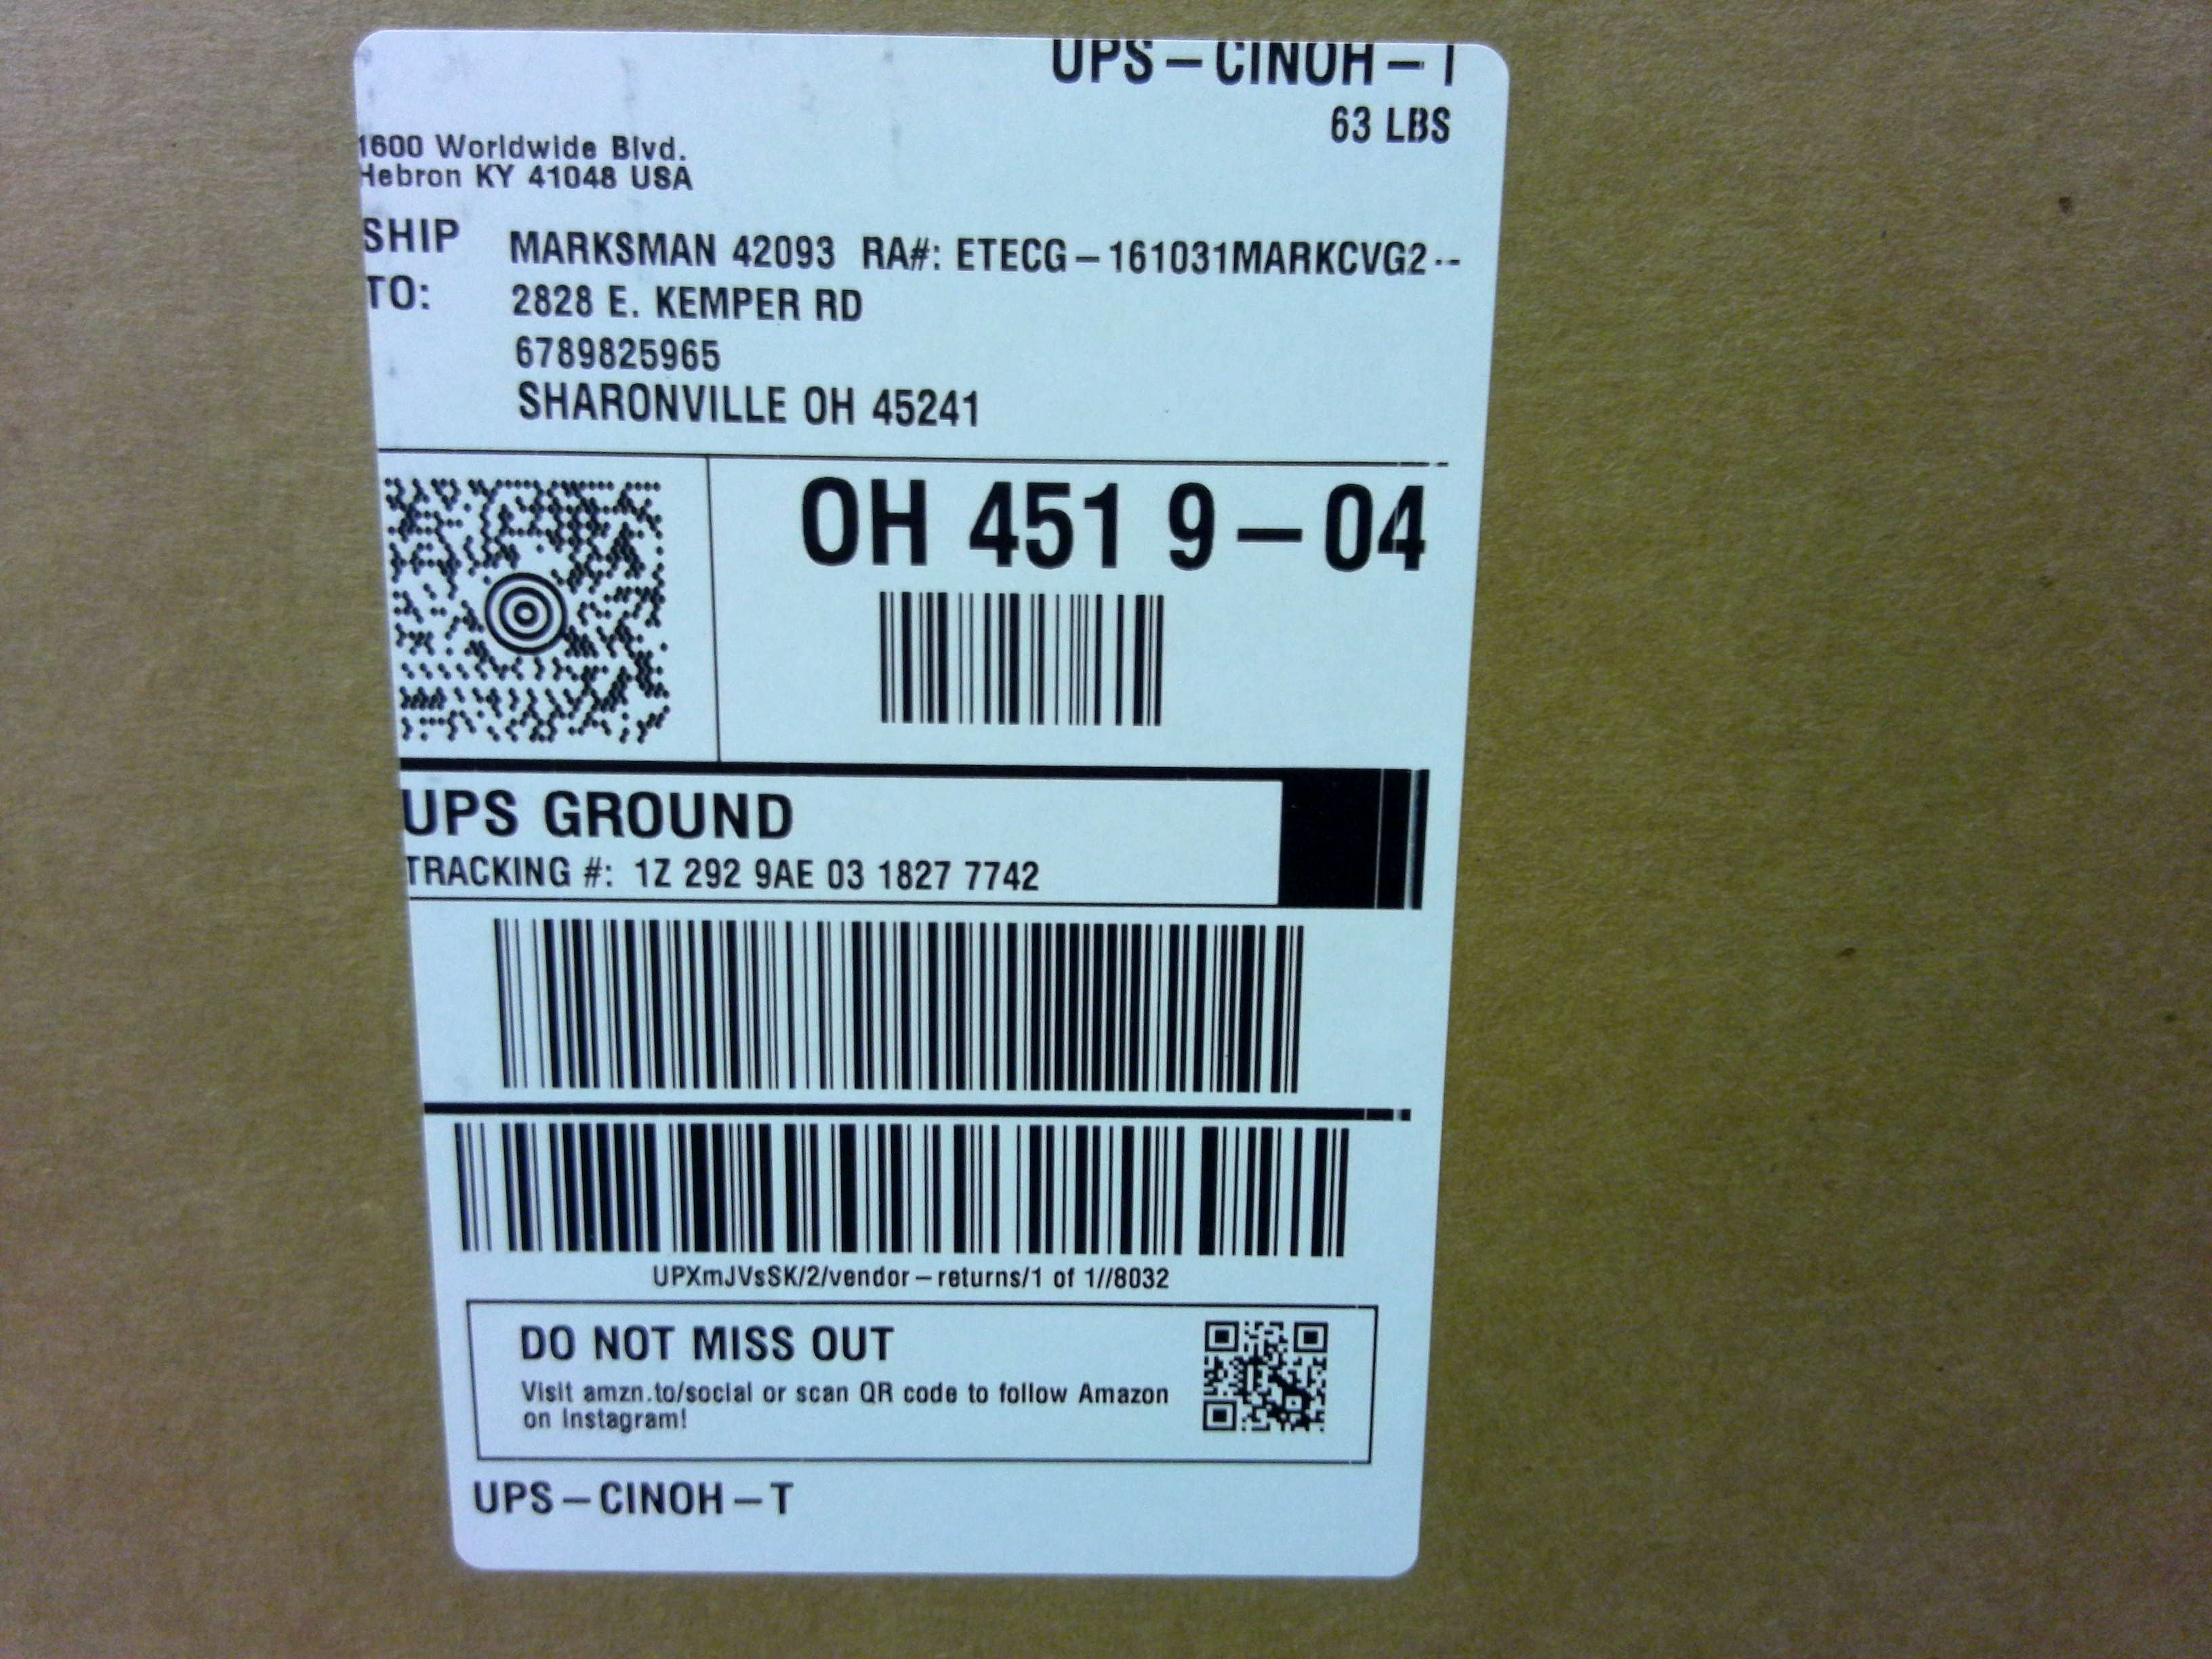 UPS-CINOH-T
63 LBS
1600 Worldwide Blvd.
Hebron KY 41048 USA
SHIP TO:
MARKSMAN 42093 RA#: ETECG-161031MARKCVG2--
2828 E. KEMPER RD
6789825965
SHARONVILLE OH 45241
OH 451 9-04
UPS GROUND
TRACKING #: 1Z 292 9AE 03 1827 7742
UPXmJVsSK/2/vendor-returns/1 of 1//8032
DO NOT MISS OUT
Visit amzn.to/social or scan QR code to follow Amazon
on Instagram!
UPS-CINOH-T